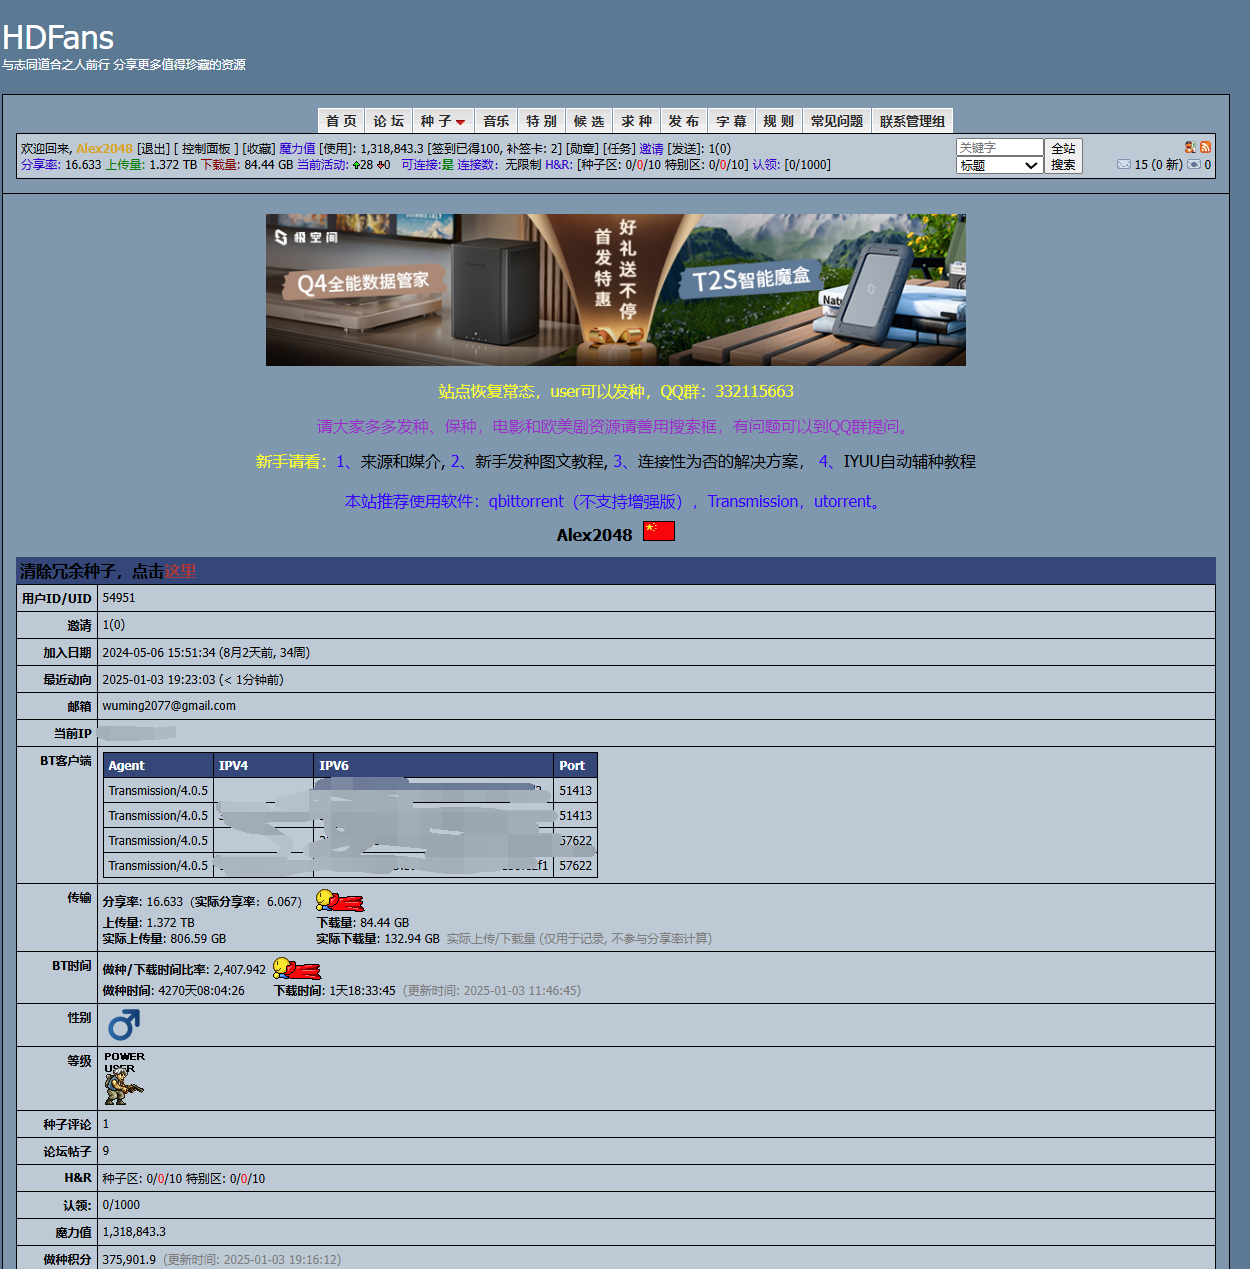 HDFans
与志同道合之人前行 分享更多值得珍藏的资源
首 页 论 坛 种 子 音乐 特 别 候 选 求 种 发 布 字 幕 规 则 常见问题 联系管理组
欢迎回来, Alex2048 [退出] [ 控制面板 ] [收藏] 魔力值 [使用]: 1,318,843.3 [签到已得100, 补签卡: 2] [勋章] [任务] 邀请 [发送]: 1(0)
关键字 全站
分享率: 16.633 上传量: 1.372 TB 下载量: 84.44 GB 当前活动: 28 0 可连接:是 连接数：无限制 H&R: [种子区: 0/0/10 特别区: 0/0/10] 认领: [0/1000]
标题 搜索 15 (0 新) 0
极空间
Q4全能数据管家
首发特惠
好礼送不停
T2S智能魔盒
站点恢复常态，user可以发种，QQ群：332115663
请大家多多发种、保种，电影和欧美剧资源请善用搜索框，有问题可以到QQ群提问。
新手请看：1、来源和媒介, 2、新手发种图文教程, 3、连接性为否的解决方案， 4、IYUU自动辅种教程
本站推荐使用软件：qbittorrent（不支持增强版），Transmission，utorrent。
Alex2048
清除冗余种子，点击这里
用户ID/UID 54951
邀请 1(0)
加入日期 2024-05-06 15:51:34 (8月2天前, 34周)
最近动向 2025-01-03 19:23:03 (< 1分钟前)
邮箱 wuming2077@gmail.com
当前IP
BT客户端
Agent IPV4 IPV6 Port
Transmission/4.0.5 51413
Transmission/4.0.5 51413
Transmission/4.0.5 57622
Transmission/4.0.5 57622
传输 分享率: 16.633（实际分享率：6.067）
上传量: 1.372 TB 下载量: 84.44 GB
实际上传量: 806.59 GB 实际下载量: 132.94 GB 实际上传/下载量 (仅用于记录, 不参与分享率计算)
BT时间 做种/下载时间比率: 2,407.942
做种时间: 4270天08:04:26 下载时间: 1天18:33:45 (更新时间: 2025-01-03 11:46:45)
性别
等级 POWER USER
种子评论 1
论坛帖子 9
H&R 种子区: 0/0/10 特别区: 0/0/10
认领: 0/1000
魔力值 1,318,843.3
做种积分 375,901.9 (更新时间: 2025-01-03 19:16:12)